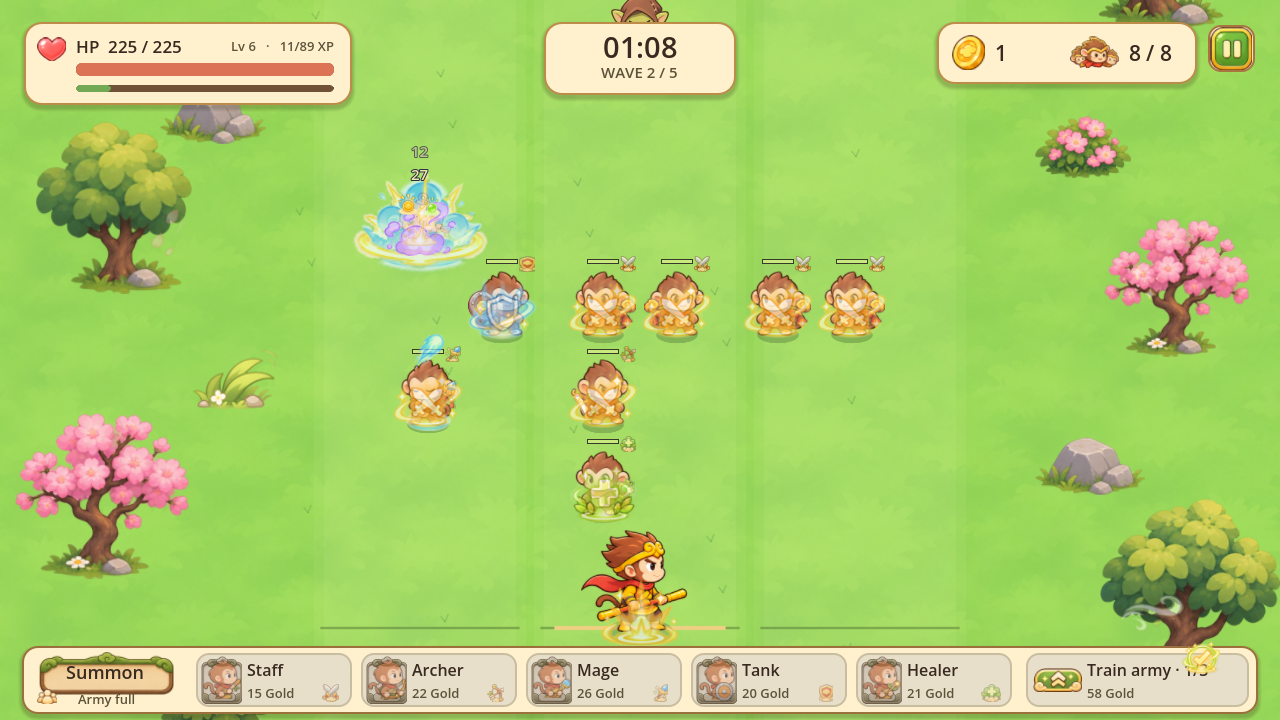 HP 225 / 225
Lv 6 · 11/89 XP
01:08
WAVE 2 / 5
1
8 / 8
12
27
Summon
Army full
Staff
15 Gold
Archer
22 Gold
Mage
26 Gold
Tank
20 Gold
Healer
21 Gold
Train army · 1/5
58 Gold